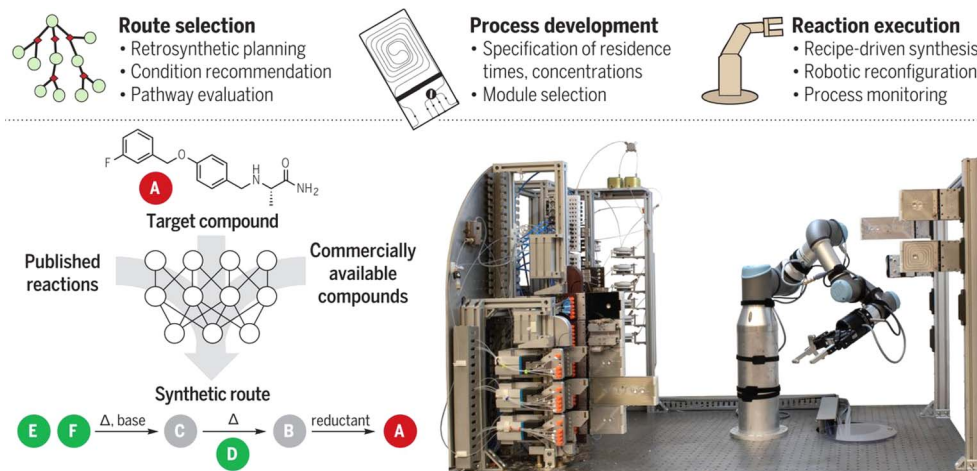 Route selection
• Retrosynthetic planning
• Condition recommendation
• Pathway evaluation
Process development
• Specification of residence
times, concentrations
• Module selection
Reaction execution
• Recipe-driven synthesis
• Robotic reconfiguration
• Process monitoring
F
O
H
N
O
NH₂
A
Target compound
Published
reactions
Commercially
available
compounds
Synthetic route
E F Δ, base C Δ B reductant A
D